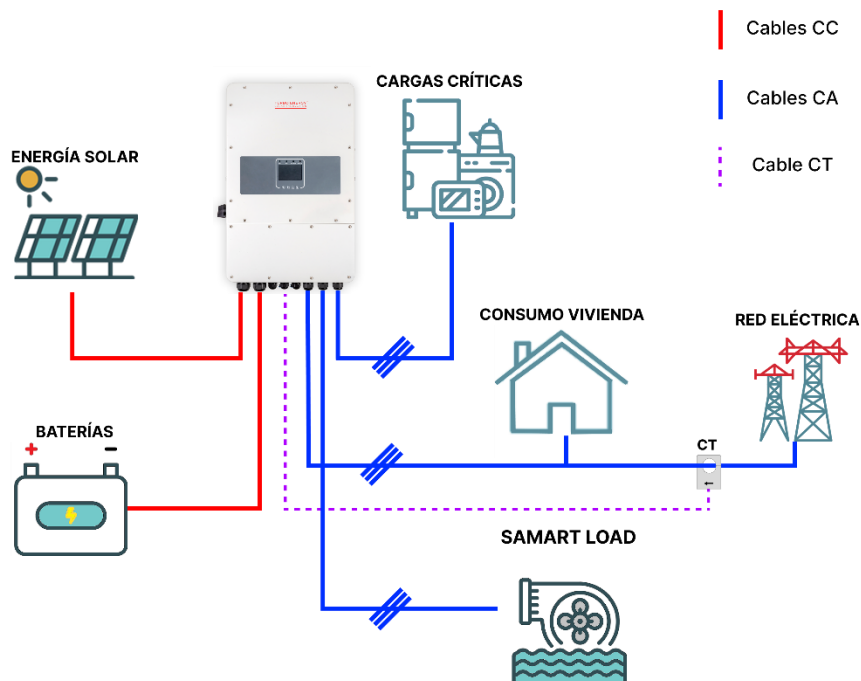 Cables CC
CARGAS CRÍTICAS
Cables CA
ENERGÍA SOLAR
Cable CT
CONSUMO VIVIENDA
RED ELÉCTRICA
BATERÍAS
+ -
CT
SAMART LOAD